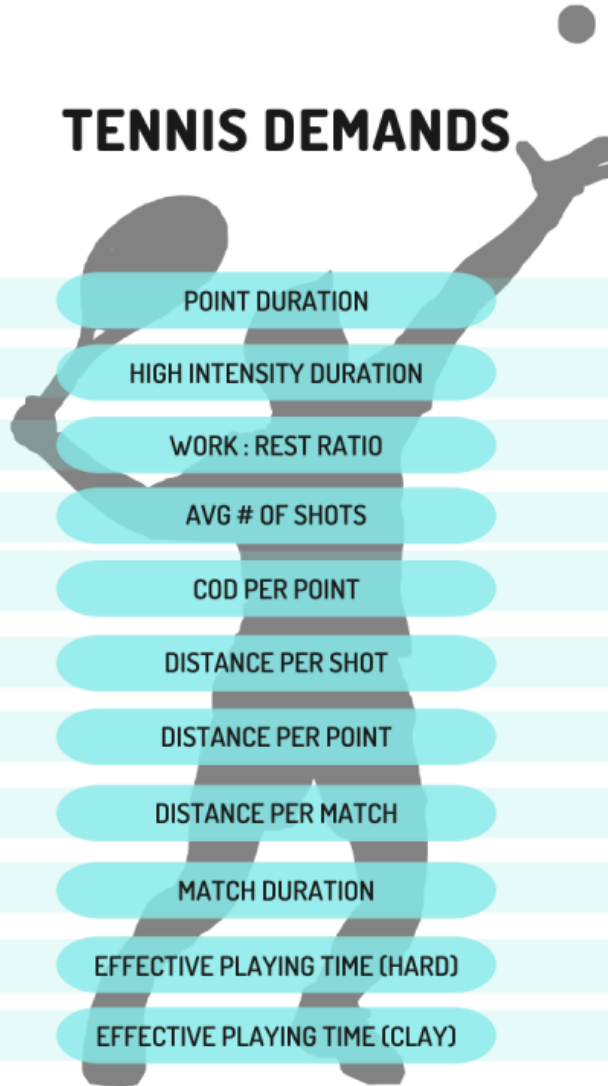 TENNIS DEMANDS
POINT DURATION
HIGH INTENSITY DURATION
WORK : REST RATIO
AVG # OF SHOTS
COD PER POINT
DISTANCE PER SHOT
DISTANCE PER POINT
DISTANCE PER MATCH
MATCH DURATION
EFFECTIVE PLAYING TIME (HARD)
EFFECTIVE PLAYING TIME (CLAY)